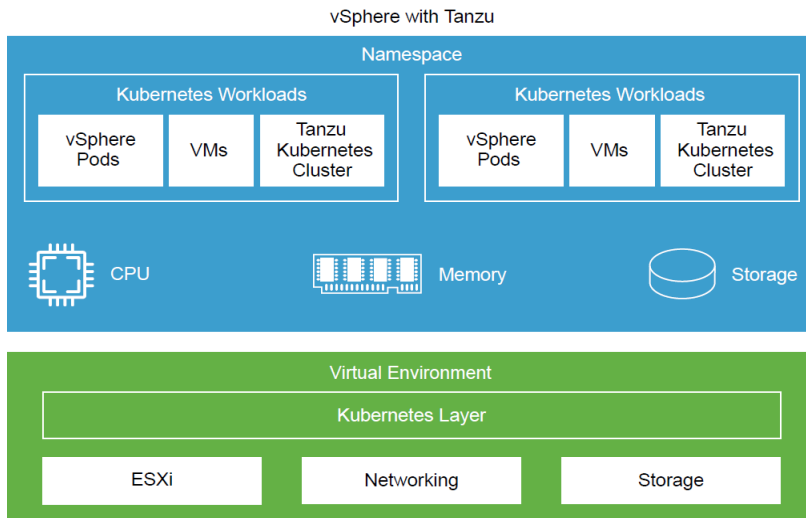 vSphere with Tanzu
Namespace
Kubernetes Workloads
vSphere
Pods
VMs
Tanzu
Kubernetes
Cluster
Kubernetes Workloads
vSphere
Pods
VMs
Tanzu
Kubernetes
Cluster
CPU
Memory
Storage
Virtual Environment
Kubernetes Layer
ESXi
Networking
Storage